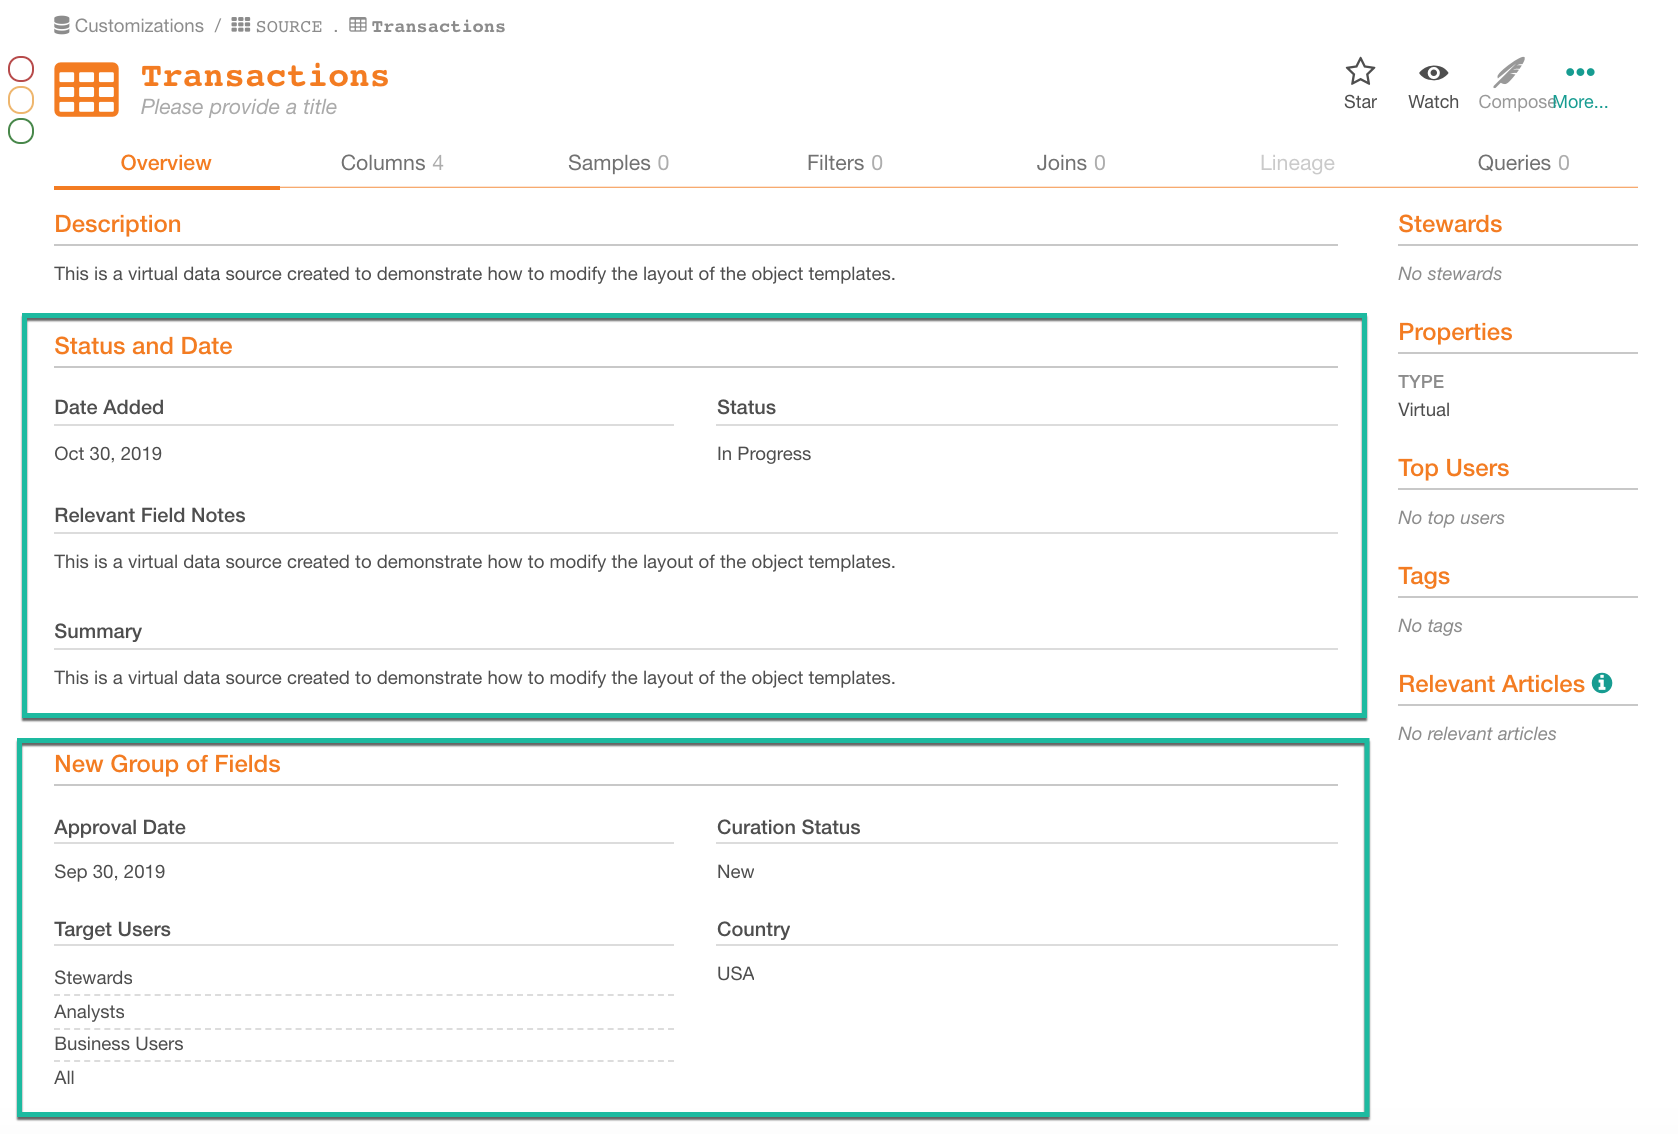 Customizations / SOURCE . Transactions
Transactions
Please provide a title
Star
Watch
Compose
More...
Overview
Columns 4
Samples 0
Filters 0
Joins 0
Lineage
Queries 0
Description
This is a virtual data source created to demonstrate how to modify the layout of the object templates.
Status and Date
Date Added
Oct 30, 2019
Status
In Progress
Relevant Field Notes
This is a virtual data source created to demonstrate how to modify the layout of the object templates.
Summary
This is a virtual data source created to demonstrate how to modify the layout of the object templates.
New Group of Fields
Approval Date
Sep 30, 2019
Curation Status
New
Target Users
Stewards
Analysts
Business Users
All
Country
USA
Stewards
No stewards
Properties
TYPE
Virtual
Top Users
No top users
Tags
No tags
Relevant Articles
No relevant articles